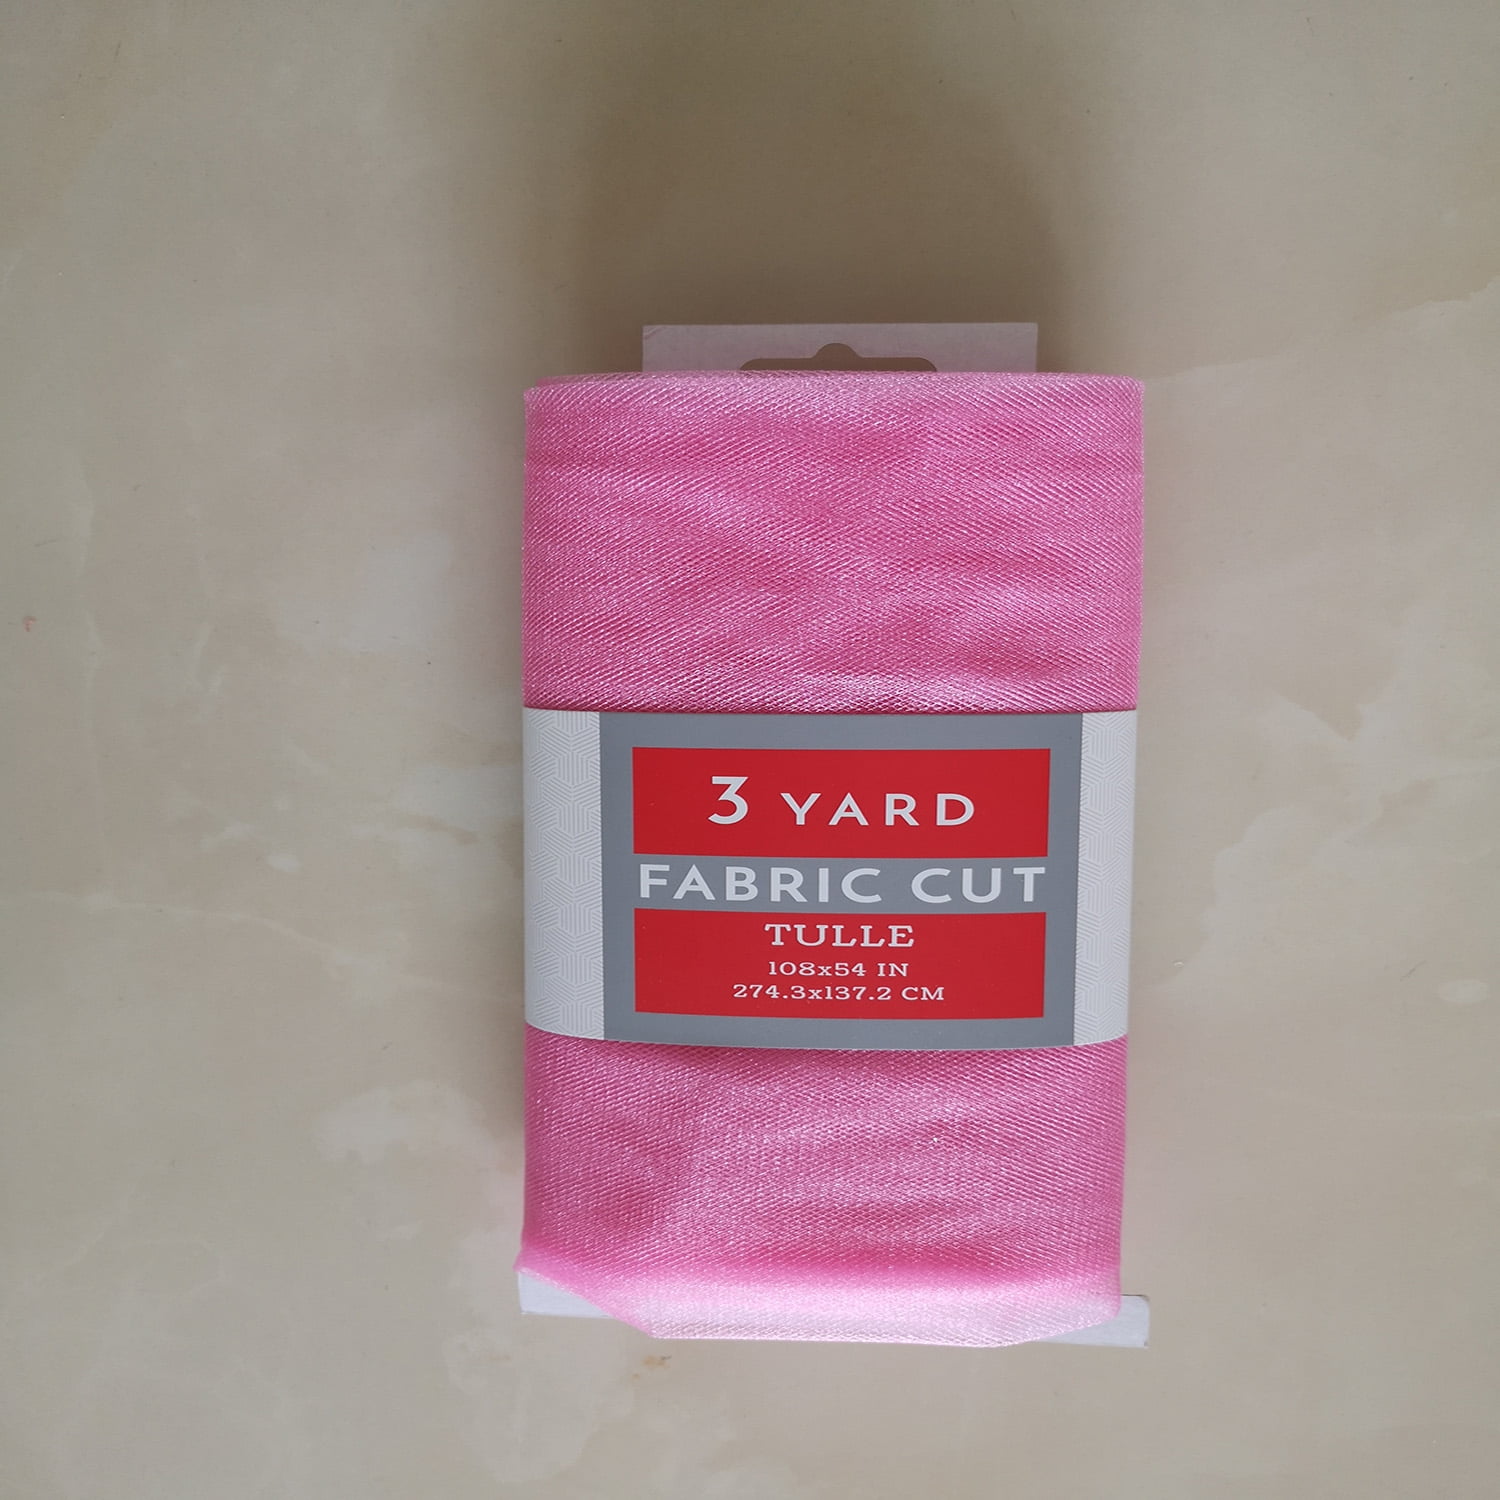 3 YARD
FABRIC CUT
TULLE
108x54 IN
274.3x137.2 CM